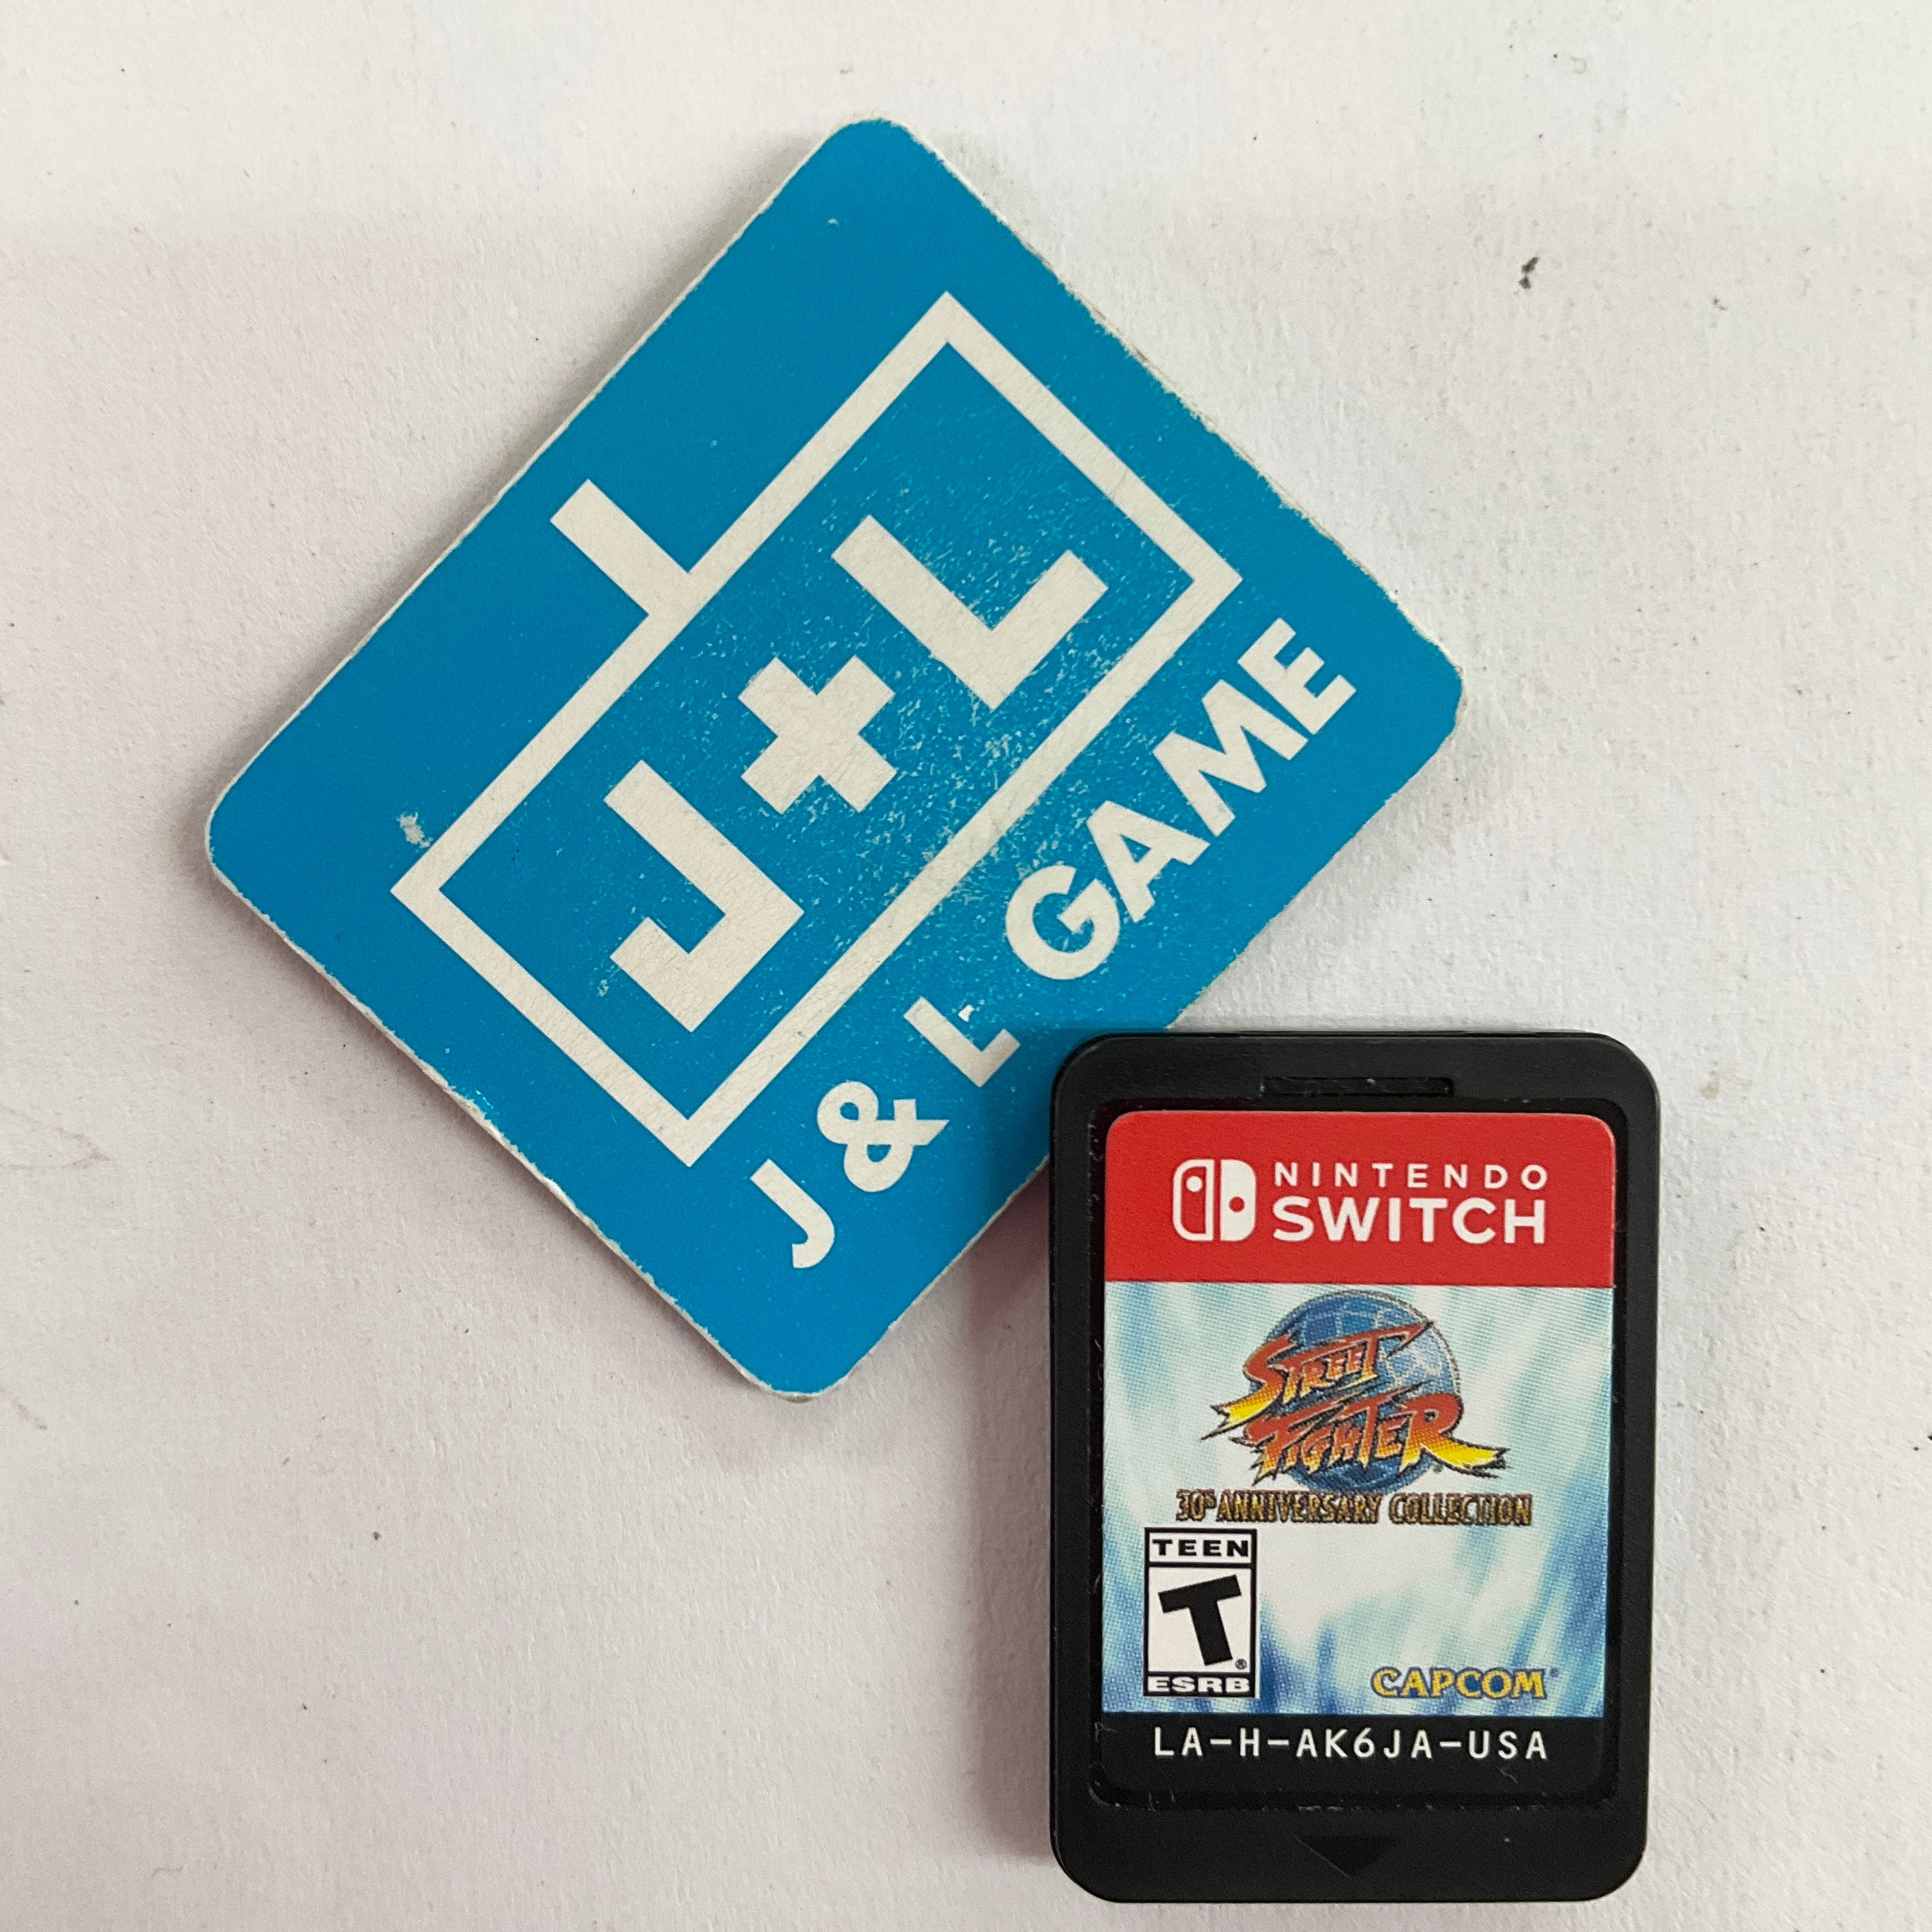 J+L
J & L GAME
NINTENDO
SWITCH
STREET
FIGHTER
30th ANNIVERSARY COLLECTION
TEEN
T®
ESRB
CAPCOM®
LA-H-AK6JA-USA